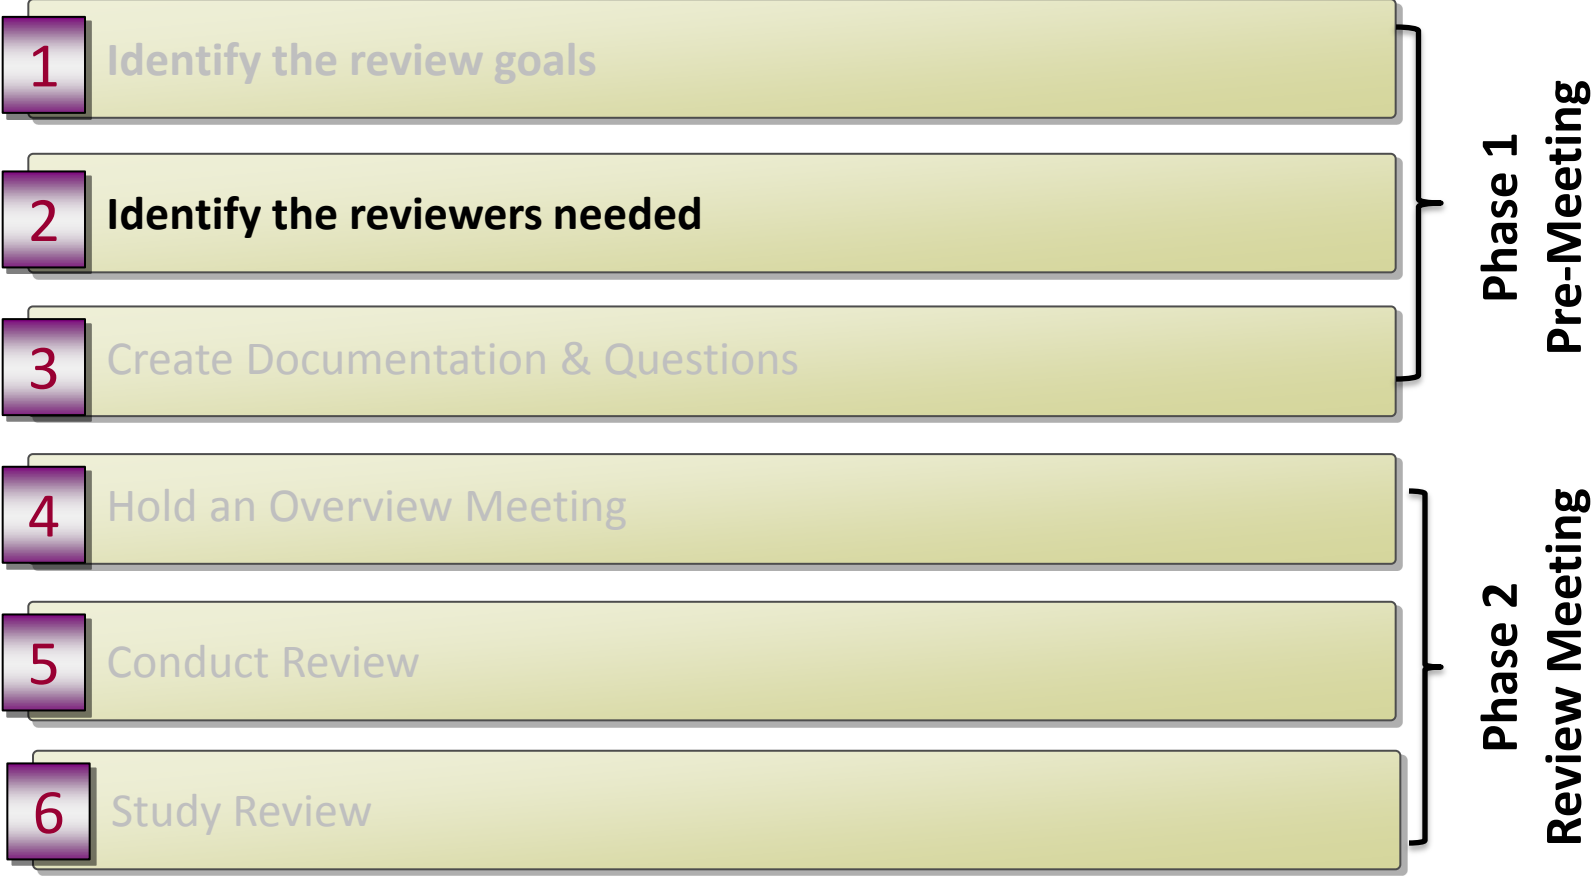 1 Identify the review goals
2 Identify the reviewers needed
3 Create Documentation & Questions
Phase 1
Pre-Meeting
4 Hold an Overview Meeting
5 Conduct Review
6 Study Review
Phase 2
Review Meeting